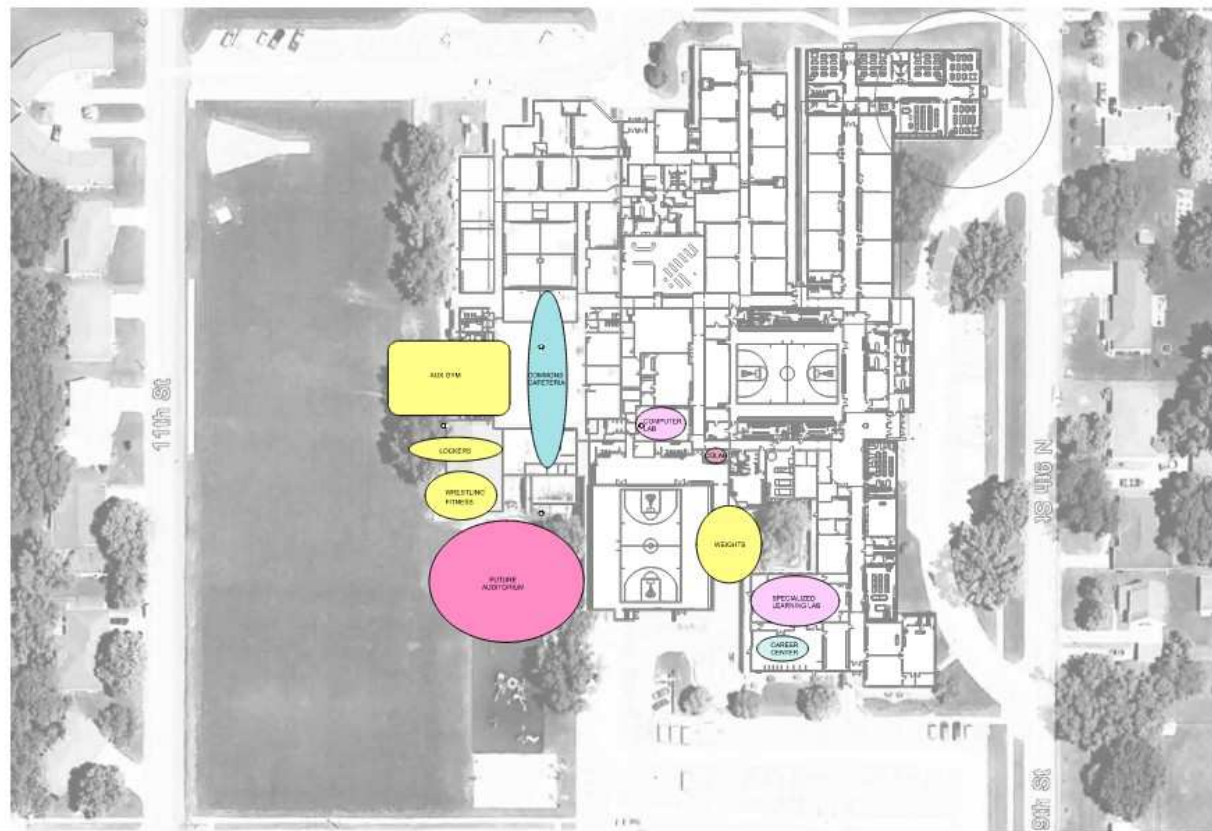 11th St
AUX GYM
COMMONS
CAFETERIA
LOCKERS
COMPUTER
LAB
COLAB
WRESTLING
FITNESS
WEIGHTS
FUTURE
AUDITORIUM
SPECIALIZED
LEARNING LAB
CAREER
CENTER
N 9th St
9th St